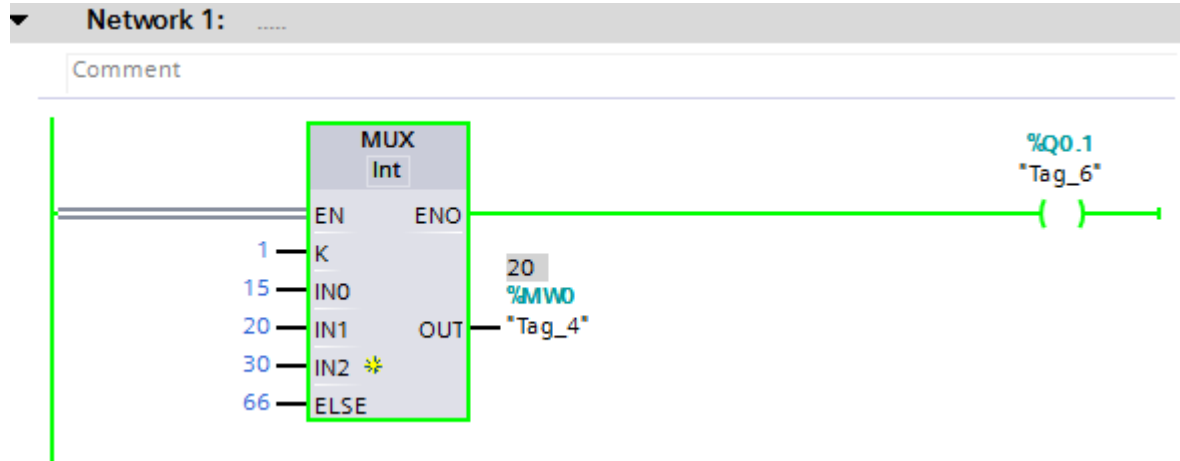 Network 1: .....
Comment
MUX
Int
%Q0.1
"Tag_6"
EN ENO
1 K
20
15 IN0
%MW0
20 IN1 OUT "Tag_4"
30 IN2
66 ELSE